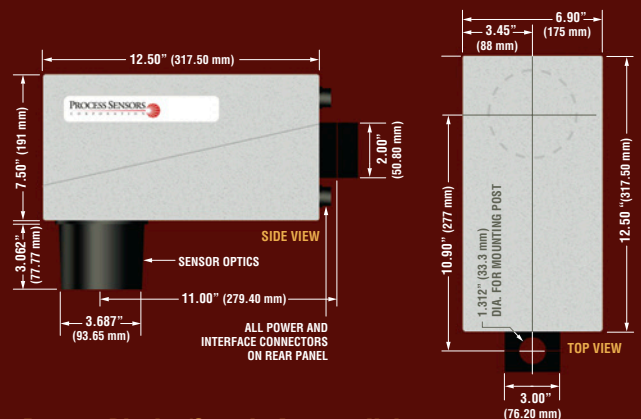 12.50" (317.50 mm)
PROCESS SENSORS
CORPORATION
7.50" (191 mm)
2.00"
(50.80 mm)
SIDE VIEW
3.062"
(77.77 mm)
SENSOR OPTICS
11.00" (279.40 mm)
3.687"
(93.65 mm)
ALL POWER AND
INTERFACE CONNECTORS
ON REAR PANEL
6.90"
(175 mm)
3.45"
(88 mm)
10.90" (277 mm)
12.50 "(317.50 mm)
1.312" (33.3 mm)
DIA. FOR MOUNTING POST
TOP VIEW
3.00"
(76.20 mm)